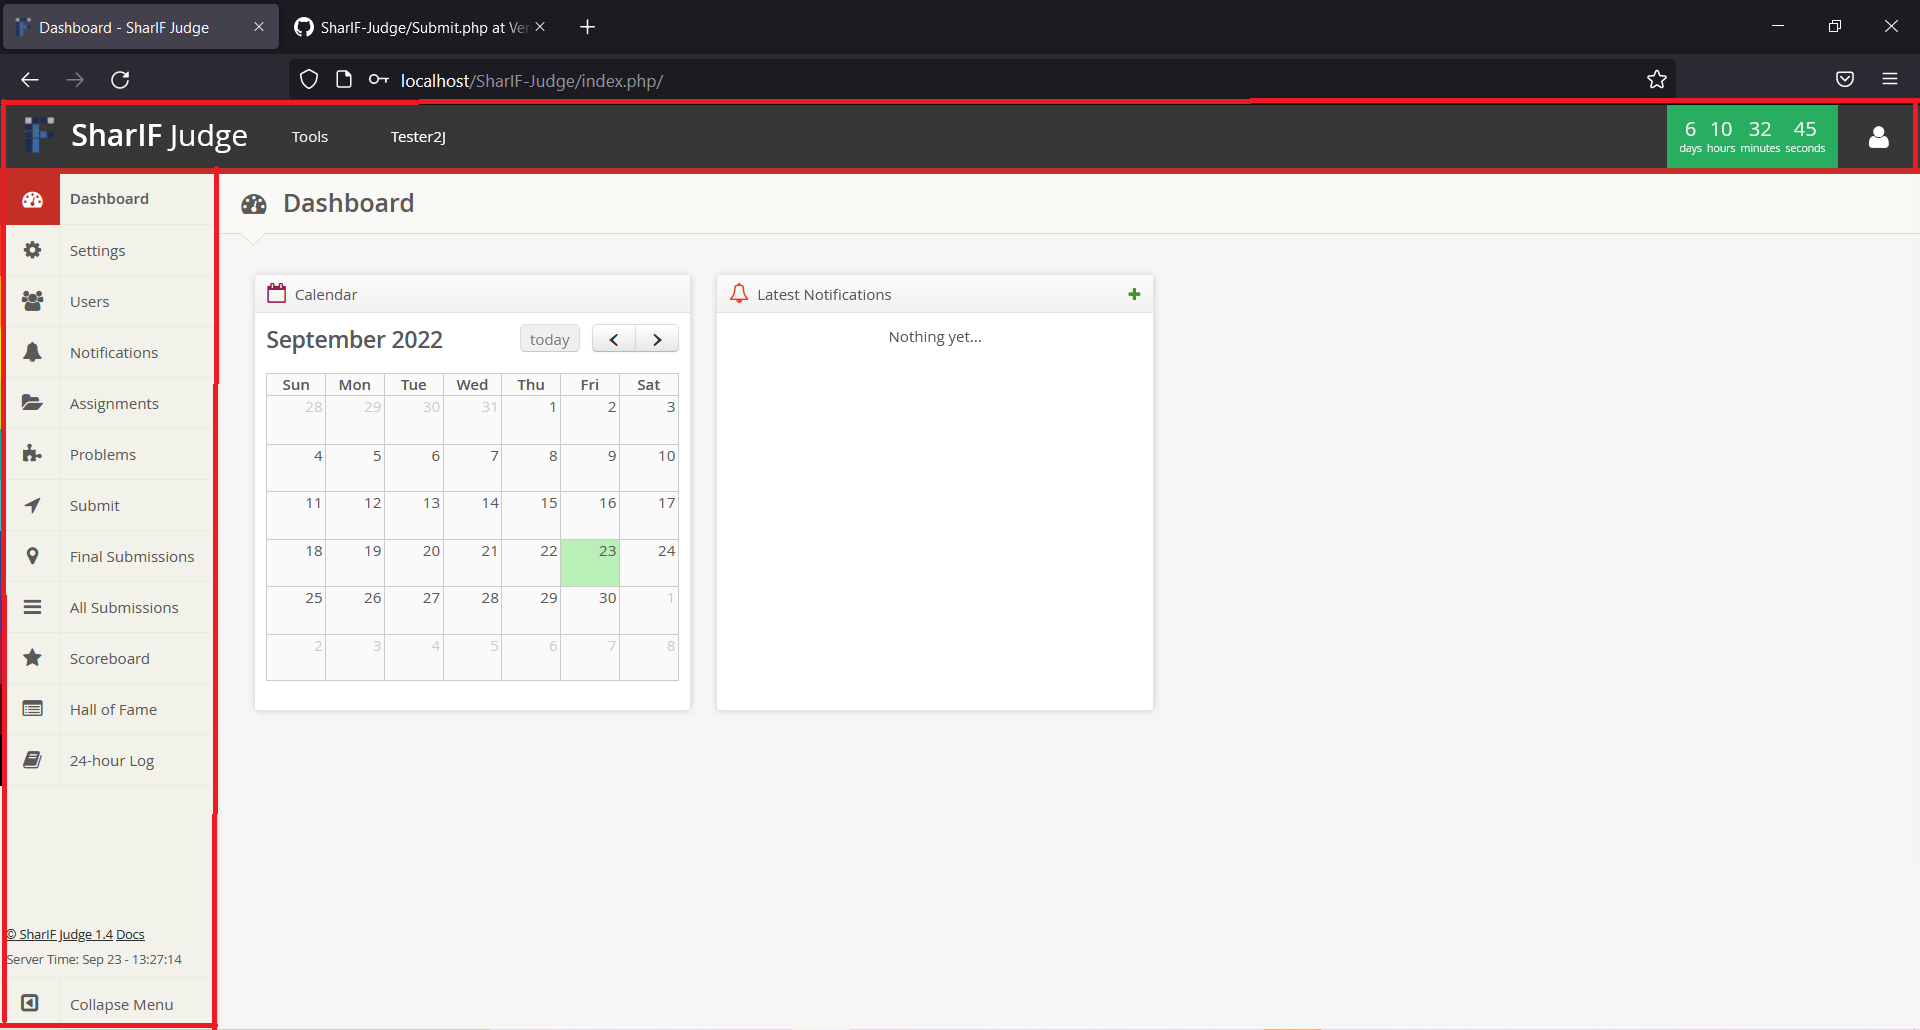 Dashboard - SharIF Judge
SharIF-Judge/Submit.php at Ver
localhost/SharIF-Judge/index.php/
SharIF Judge
Tools
Tester2J
6 10 32 45
days hours minutes seconds
Dashboard
Settings
Users
Notifications
Assignments
Problems
Submit
Final Submissions
All Submissions
Scoreboard
Hall of Fame
24-hour Log
© SharIF Judge 1.4 Docs
Server Time: Sep 23 - 13:27:14
Collapse Menu
Dashboard
Calendar
September 2022
today
Sun Mon Tue Wed Thu Fri Sat
28 29 30 31 1 2 3
4 5 6 7 8 9 10
11 12 13 14 15 16 17
18 19 20 21 22 23 24
25 26 27 28 29 30 1
2 3 4 5 6 7 8
Latest Notifications
Nothing yet...